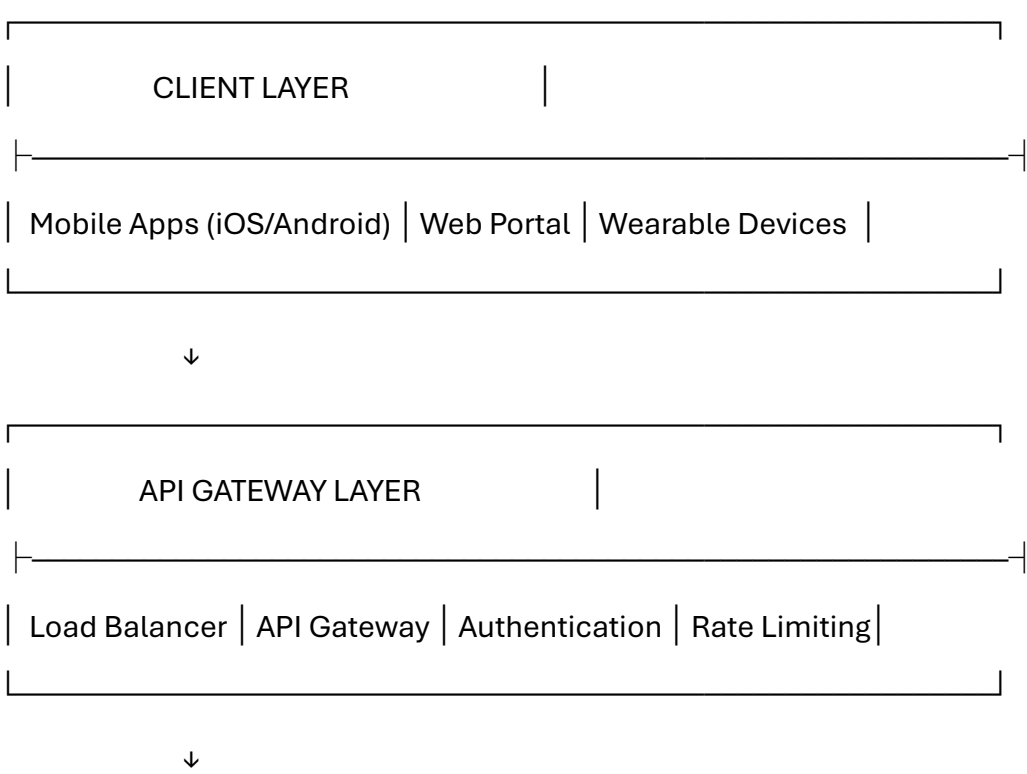 CLIENT LAYER
Mobile Apps (iOS/Android) │ Web Portal │ Wearable Devices │
↓
API GATEWAY LAYER
Load Balancer │ API Gateway │ Authentication │ Rate Limiting│
↓